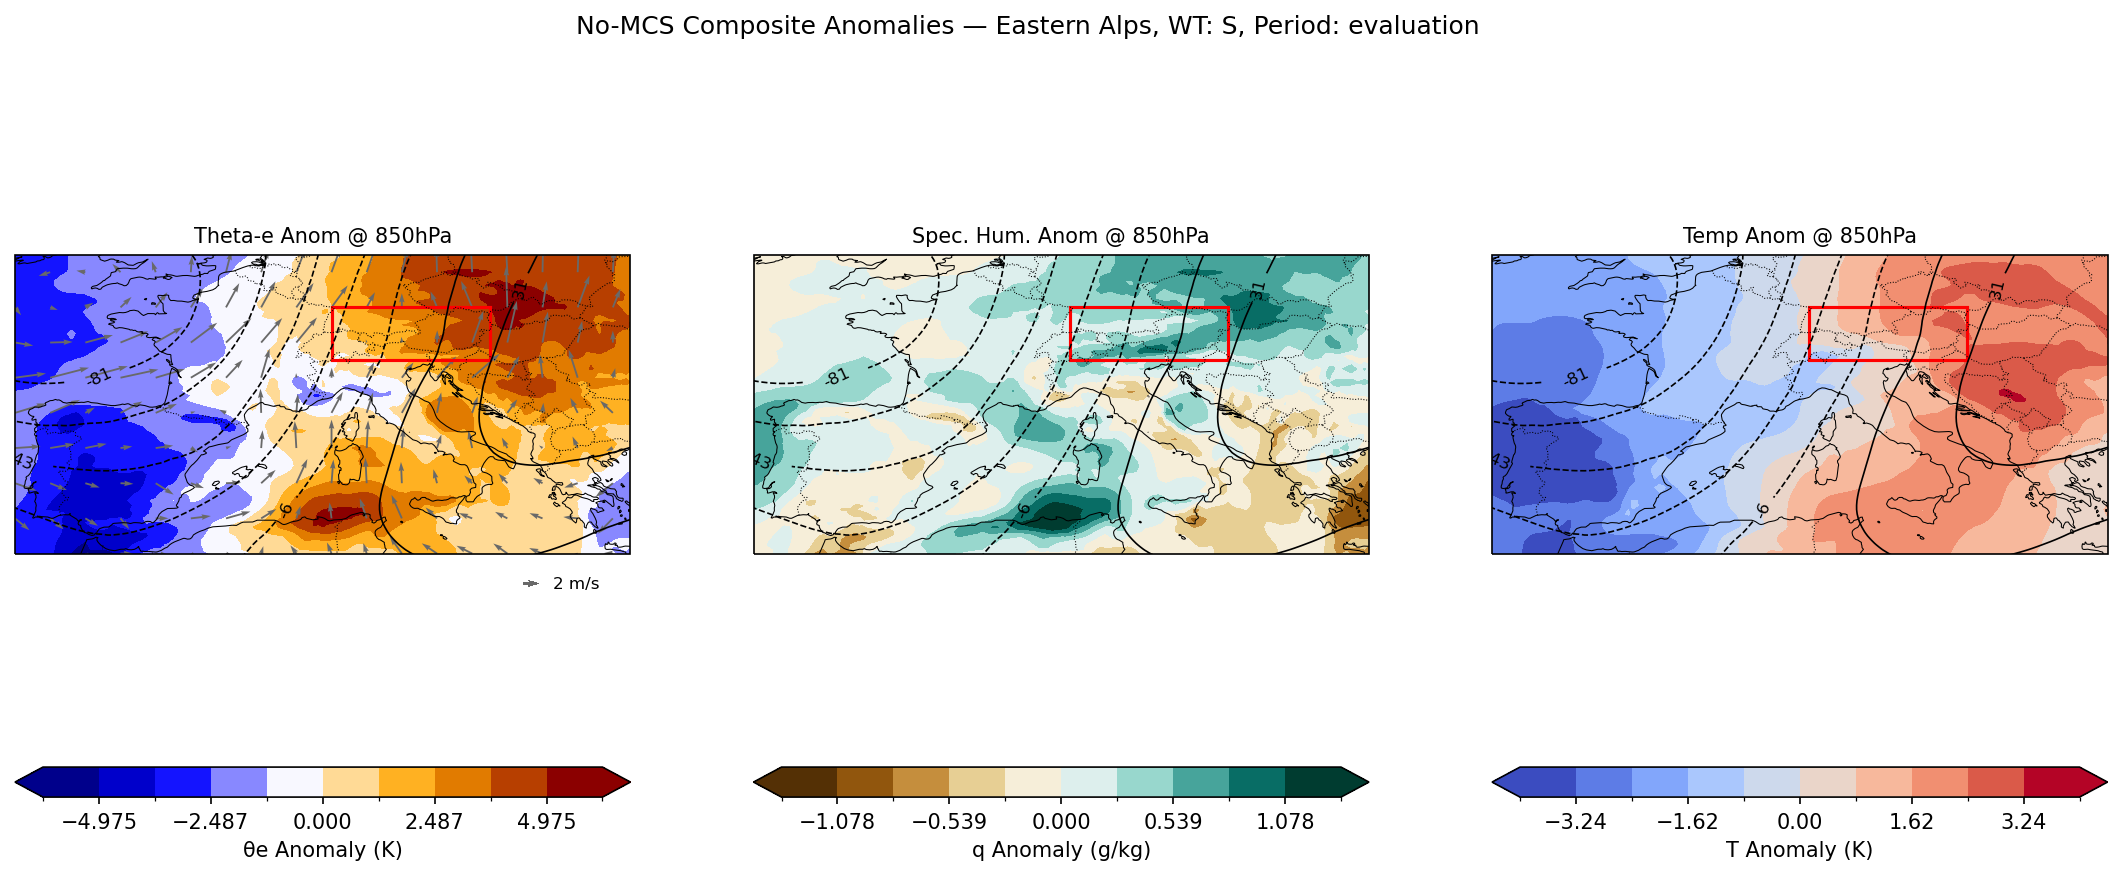 No-MCS Composite Anomalies — Eastern Alps, WT: S, Period: evaluation
Theta-e Anom @ 850hPa
Spec. Hum. Anom @ 850hPa
Temp Anom @ 850hPa
31
31
31
-81
-81
-81
43
43
43
-6
-6
-6
2 m/s
−4.975 −2.487 0.000 2.487 4.975
θe Anomaly (K)
−1.078 −0.539 0.000 0.539 1.078
q Anomaly (g/kg)
−3.24 −1.62 0.00 1.62 3.24
T Anomaly (K)